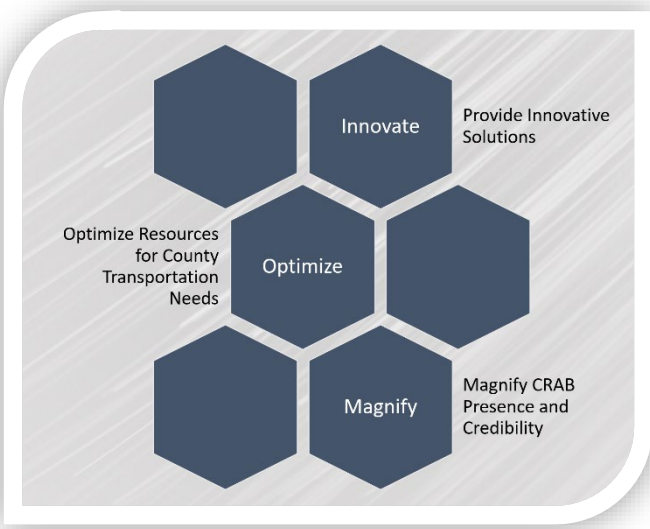 Innovate
Provide Innovative
Solutions
Optimize Resources
for County
Transportation
Needs
Optimize
Magnify
Magnify CRAB
Presence and
Credibility